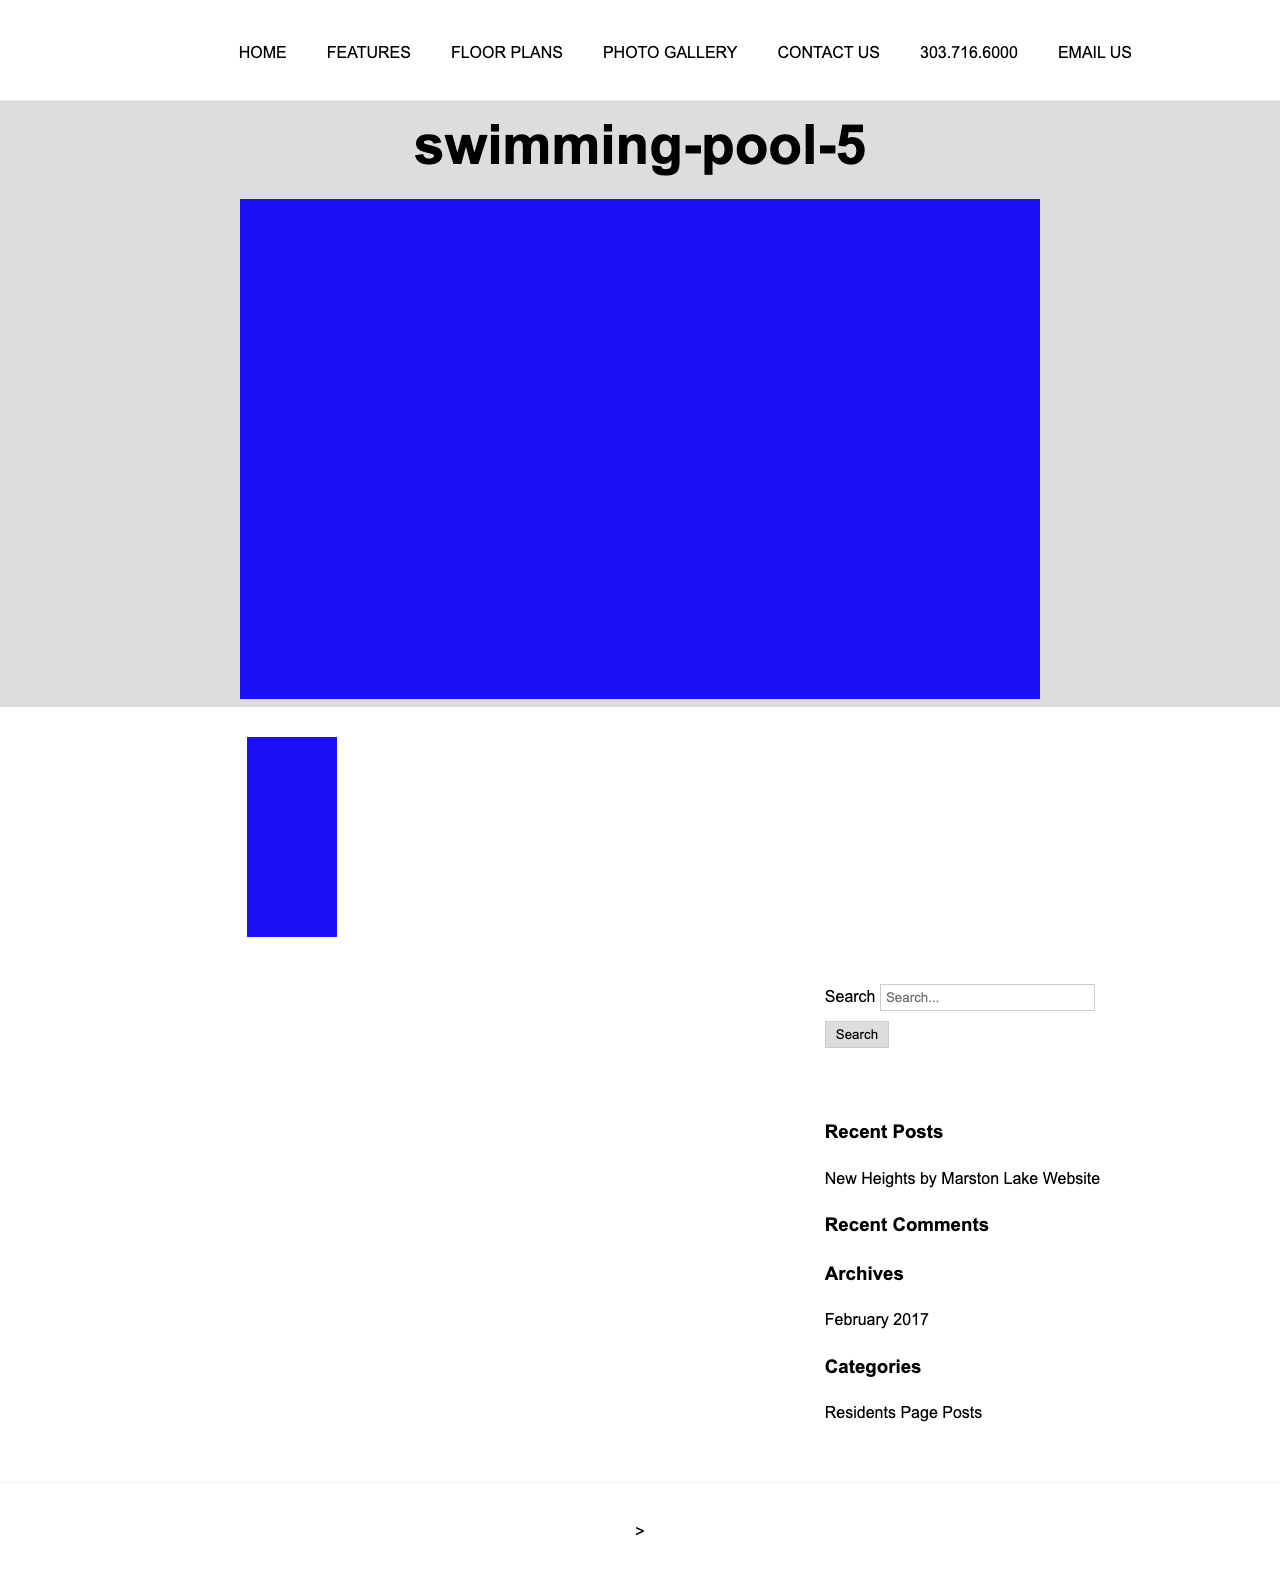 HOME FEATURES FLOOR PLANS PHOTO GALLERY CONTACT US 303.716.6000 EMAIL US
swimming-pool-5
Search Search...
Search
Recent Posts
New Heights by Marston Lake Website
Recent Comments
Archives
February 2017
Categories
Residents Page Posts
>